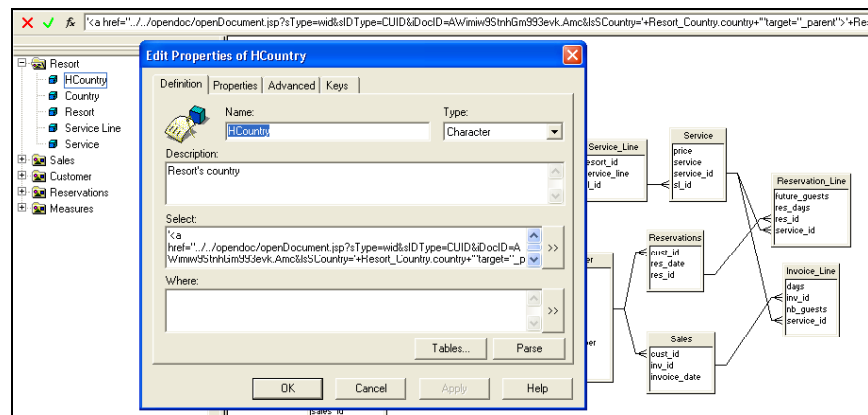 '<a href="../../opendoc/openDocument.jsp?sType=wid&sIDType=CUID&iDocID=AWimiw9StnhGm993evk.Amc&lsSCountry='+Resort_Country.country+'"target="_parent">'+Res
Edit Properties of HCountry
Definition
Properties
Advanced
Keys
Name:
HCountry
Type:
Character
Description:
Resort's country
Select:
'<a
href="../../opendoc/openDocument.jsp?sType=wid&sIDType=CUID&iDocID=A
Wimiw9StnhGm993evk.Amc&lsSCountry='+Resort_Country.country+'"target="_p
>>
Where:
>>
Tables...
Parse
OK
Cancel
Apply
Help
Resort
HCountry
Country
Resort
Service Line
Service
Sales
Customer
Reservations
Measures
Service_Line
esort_id
ervice_line
l_id
Service
price
service
service_id
sl_id
Reservation_Line
future_guests
res_days
res_id
service_id
Reservations
cust_id
res_date
res_id
Invoice_Line
days
inv_id
nb_guests
service_id
Sales
cust_id
inv_id
invoice_date
er
ber
sales_id